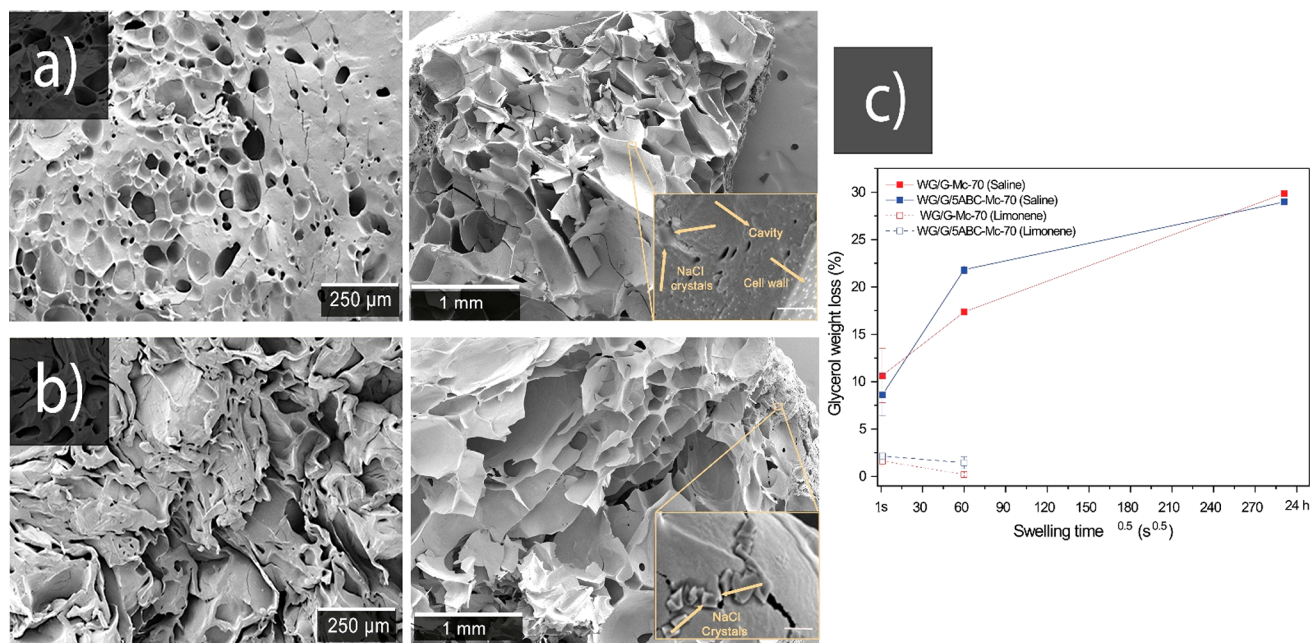 a)
250 µm
1 mm
Cavity
NaCl
crystals
Cell wall
b)
250 µm
1 mm
NaCl
Crystals
c)
WG/G-Mc-70 (Saline)
WG/G/5ABC-Mc-70 (Saline)
WG/G-Mc-70 (Limonene)
WG/G/5ABC-Mc-70 (Limonene)
Glycerol weight loss (%)
30
25
20
15
10
5
0
1s 30 60 90 120 150 180 210 240 270 24 h
Swelling time 0.5 (s0.5)